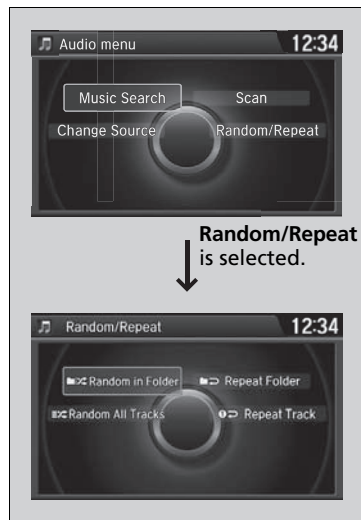 Audio menu 12:34
Music Search Scan
Change Source Random/Repeat
Random/Repeat
is selected.
Random/Repeat 12:34
Random in Folder Repeat Folder
Random All Tracks Repeat Track